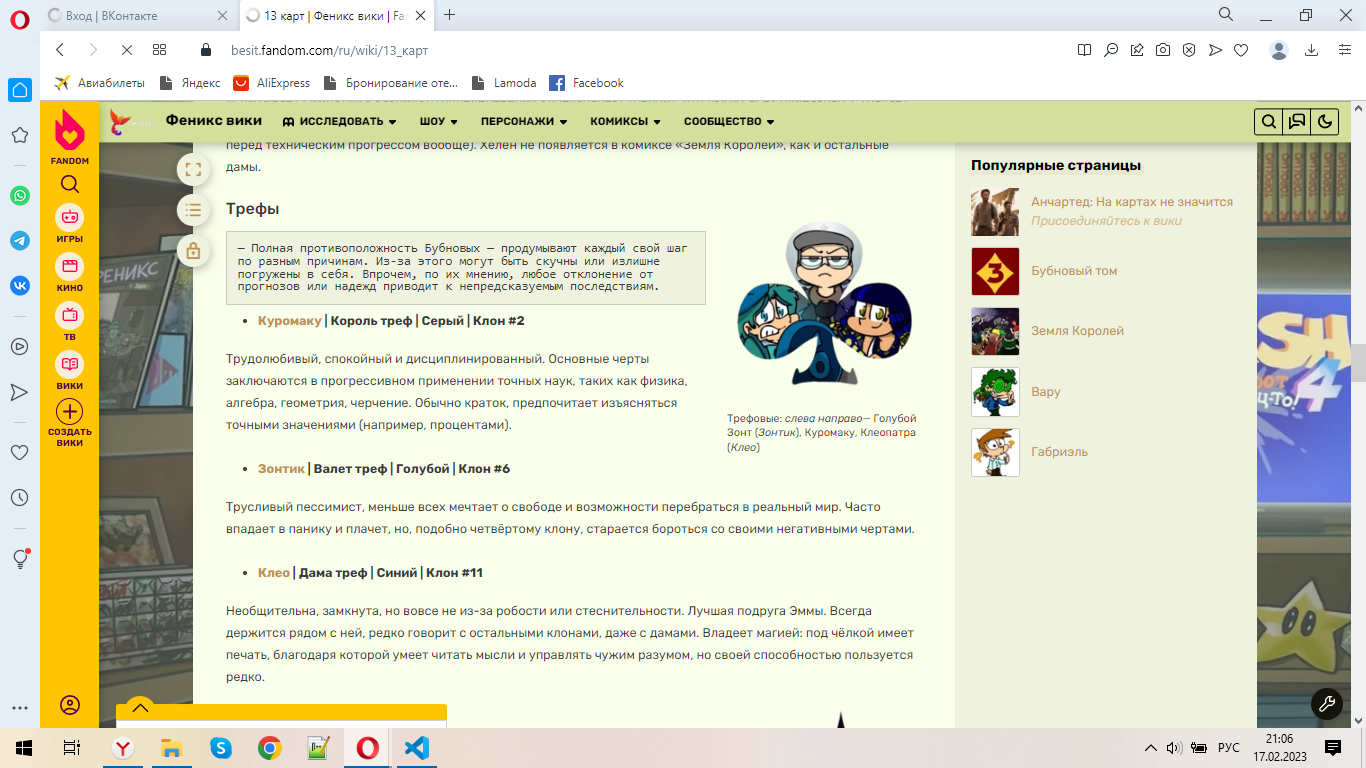 Вход | ВКонтакте
13 карт | Феникс вики | Fa
besit.fandom.com/ru/wiki/13_карт
Авиабилеты
Яндекс
AliExpress
Бронирование оте...
Lamoda
Facebook
FANDOM
ИГРЫ
КИНО
ТВ
ВИКИ
СОЗДАТЬ
ВИКИ
Феникс вики
ИССЛЕДОВАТЬ
ШОУ
ПЕРСОНАЖИ
КОМИКСЫ
СООБЩЕСТВО
перед техническим прогрессом вообще). Хелен не появляется в комиксе «Земля Королей», как и остальные
дамы.
Трефы
— Полная противоположность Бубновых — продумывают каждый свой шаг
по разным причинам. Из-за этого могут быть скучны или излишне
погружены в себя. Впрочем, по их мнению, любое отклонение от
прогнозов или надежд приводит к непредсказуемым последствиям.
Куромаку | Король треф | Серый | Клон #2
Трудолюбивый, спокойный и дисциплинированный. Основные черты
заключаются в прогрессивном применении точных наук, таких как физика,
алгебра, геометрия, черчение. Обычно краток, предпочитает изъясняться
точными значениями (например, процентами).
Трефовые: слева направо— Голубой
Зонт (Зонтик), Куромаку, Клеопатра
(Клео)
Зонтик | Валет треф | Голубой | Клон #6
Трусливый пессимист, меньше всех мечтает о свободе и возможности перебраться в реальный мир. Часто
впадает в панику и плачет, но, подобно четвёртому клону, старается бороться со своими негативными чертами.
Клео | Дама треф | Синий | Клон #11
Необщительна, замкнута, но вовсе не из-за робости или стеснительности. Лучшая подруга Эммы. Всегда
держится рядом с ней, редко говорит с остальными клонами, даже с дамами. Владеет магией: под чёлкой имеет
печать, благодаря которой умеет читать мысли и управлять чужим разумом, но своей способностью пользуется
редко.
Популярные страницы
Анчартед: На картах не значится
Присоединяйтесь к вики
3
Бубновый том
Земля Королей
Вару
Габриэль
ФЕНИКС
SH
4
РУС
21:06
17.02.2023